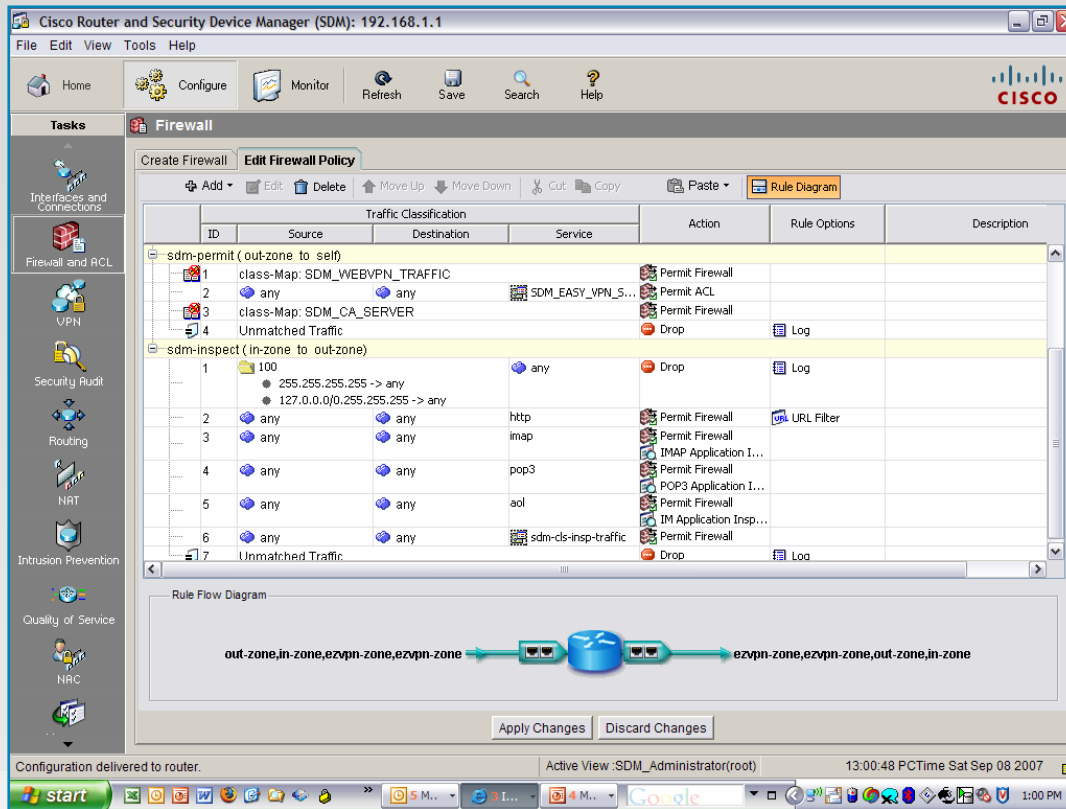 Cisco Router and Security Device Manager (SDM): 192.168.1.1
File Edit View Tools Help
Home Configure Monitor Refresh Save Search Help
CISCO
Tasks
Firewall
Create Firewall Edit Firewall Policy
Add Edit Delete Move Up Move Down Cut Copy Paste Rule Diagram
Traffic Classification Action Rule Options Description
ID Source Destination Service
sdm-permit ( out-zone to self)
1 class-Map: SDM_WEBVPN_TRAFFIC Permit Firewall
2 any any SDM_EASY_VPN_S... Permit ACL
3 class-Map: SDM_CA_SERVER Permit Firewall
4 Unmatched Traffic Drop Log
sdm-inspect ( in-zone to out-zone)
1 100 any Drop Log
255.255.255.255 -> any
127.0.0.0/0.255.255.255 -> any
2 any any http Permit Firewall URL URL Filter
3 any any imap Permit Firewall
IMAP Application I...
4 any any pop3 Permit Firewall
POP3 Application I...
5 any any aol Permit Firewall
IM Application Insp...
6 any any sdm-cls-insp-traffic Permit Firewall
7 Unmatched Traffic Drop Log
Interfaces and
Connections
Firewall and ACL
VPN
Security Audit
Routing
NAT
Intrusion Prevention
Quality of Service
NAC
Rule Flow Diagram
out-zone,in-zone,ezvpn-zone,ezvpn-zone
ezvpn-zone,ezvpn-zone,out-zone,in-zone
Apply Changes Discard Changes
Configuration delivered to router. Active View :SDM_Administrator(root) 13:00:48 PCTime Sat Sep 08 2007
start » 5 M... 3 I... 4 M... Google 1:00 PM